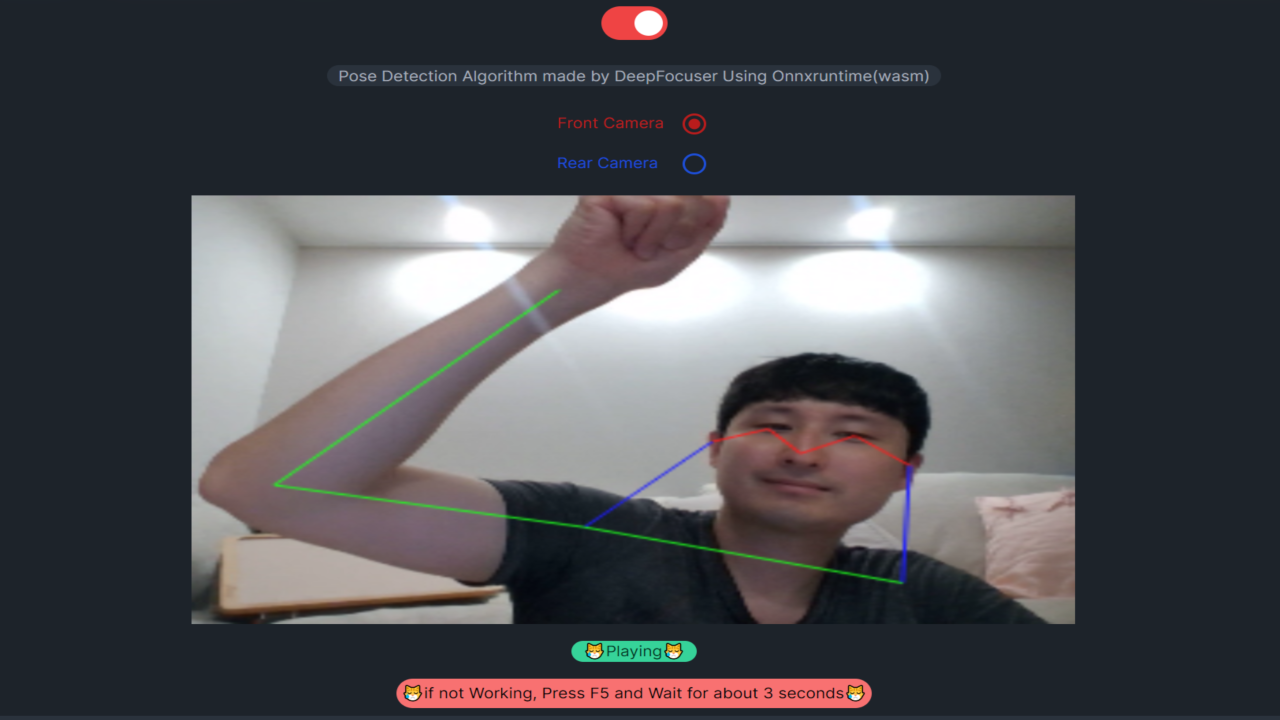 Pose Detection Algorithm made by DeepFocuser Using Onnxruntime(wasm)
Front Camera
Rear Camera
Playing
if not Working, Press F5 and Wait for about 3 seconds